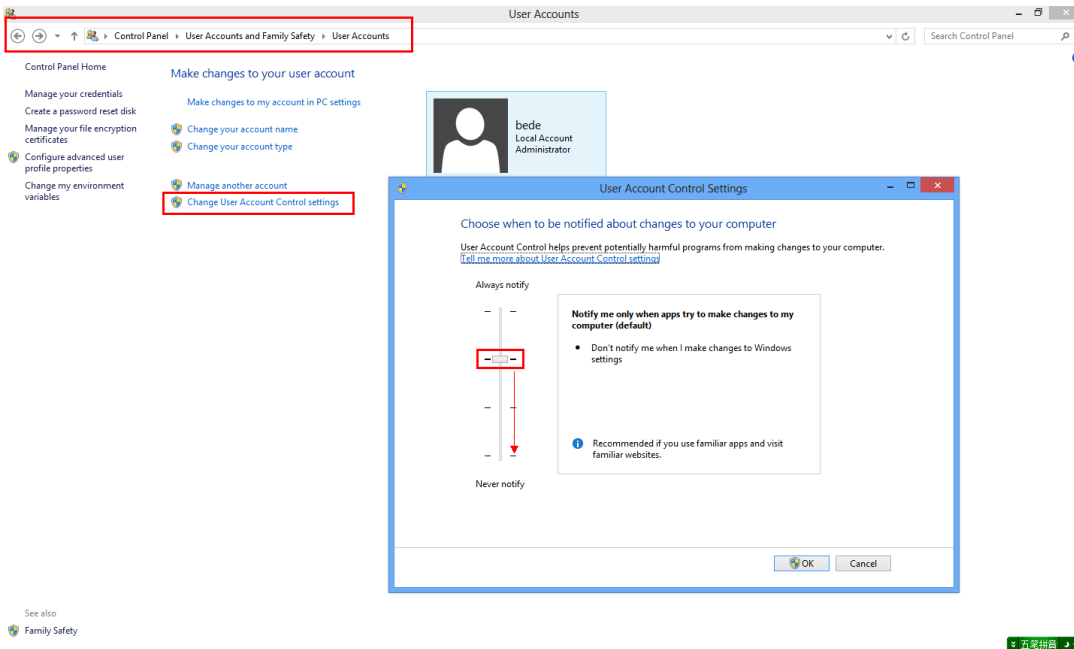 User Accounts
Control Panel User Accounts and Family Safety User Accounts
Search Control Panel
Control Panel Home
Manage your credentials
Create a password reset disk
Manage your file encryption
certificates
Configure advanced user
profile properties
Change my environment
variables
Make changes to your user account
Make changes to my account in PC settings
Change your account name
Change your account type
Manage another account
Change User Account Control settings
bede
Local Account
Administrator
User Account Control Settings
Choose when to be notified about changes to your computer
User Account Control helps prevent potentially harmful programs from making changes to your computer.
Tell me more about User Account Control settings
Always notify
Notify me only when apps try to make changes to my
computer (default)
Don't notify me when I make changes to Windows
settings
Recommended if you use familiar apps and visit
familiar websites.
Never notify
OK
Cancel
See also
Family Safety
五笔拼音